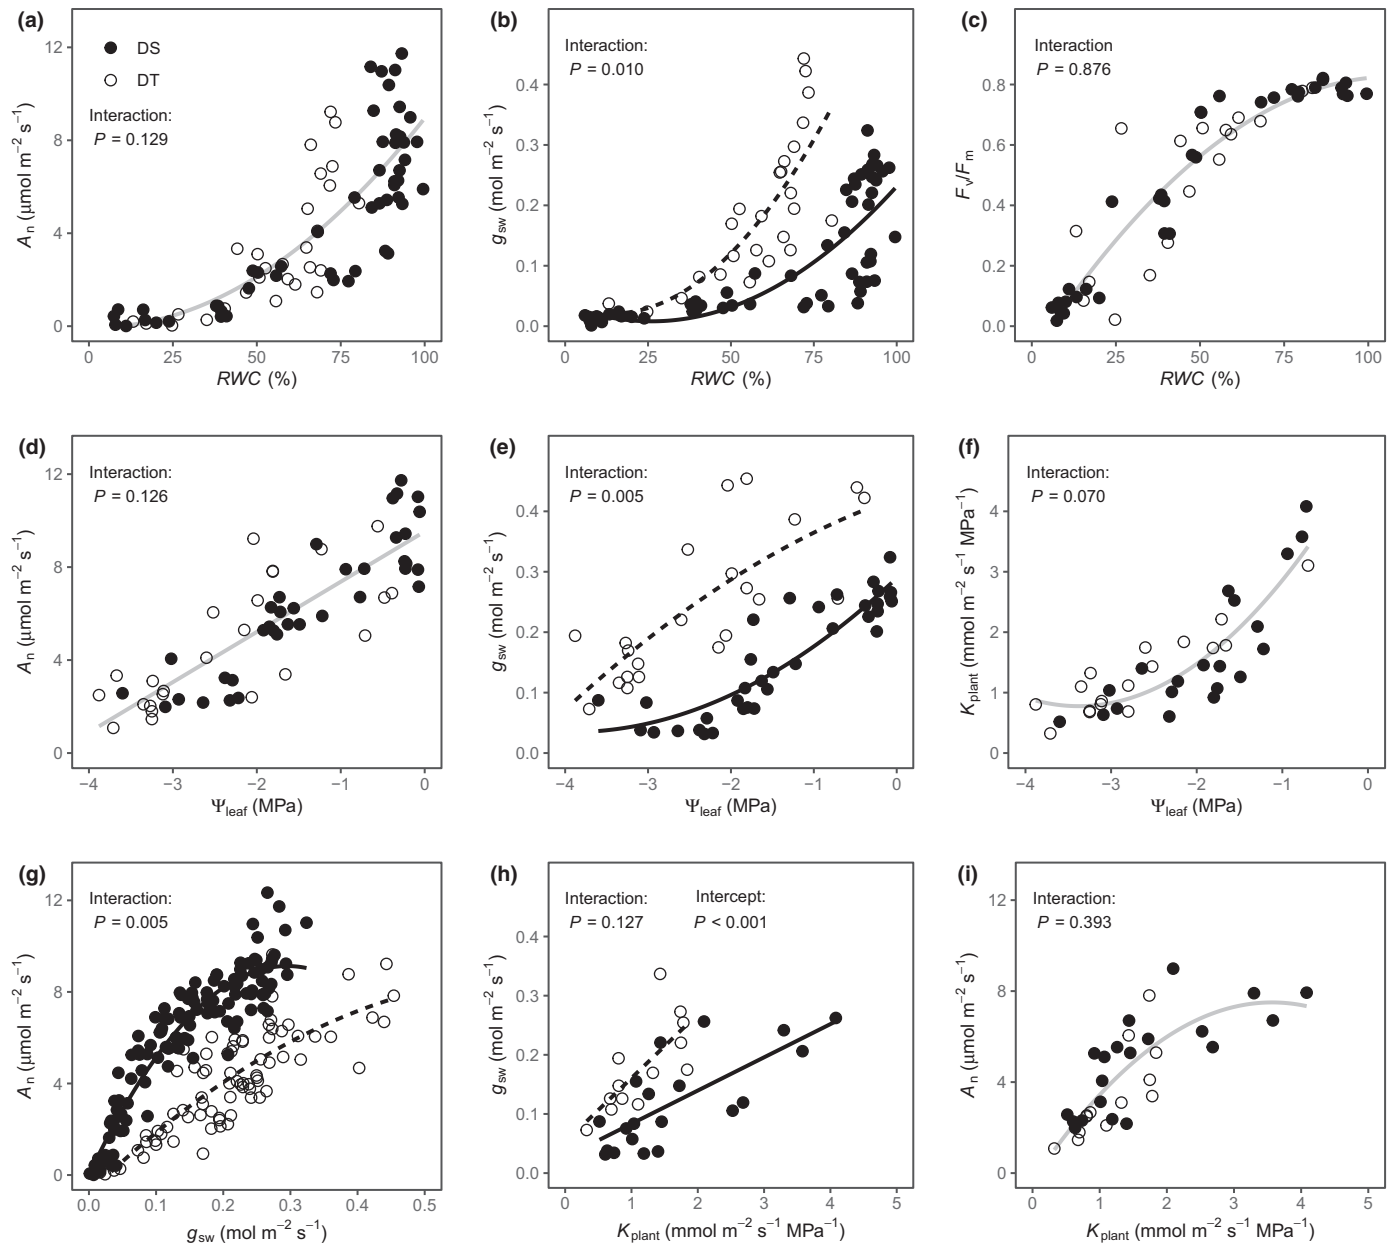 (a)
DS
DT
Interaction:
P = 0.129
12
8
4
0
0 25 50 75 100
Aₙ (μmol m⁻² s⁻¹)
RWC (%)
(b)
Interaction:
P = 0.010
0.4
0.3
0.2
0.1
0.0
0 25 50 75 100
g_sw (mol m⁻² s⁻¹)
RWC (%)
(c)
Interaction
P = 0.876
0.8
0.6
0.4
0.2
0.0
0 25 50 75 100
Fᵥ/Fₘ
RWC (%)
(d)
Interaction:
P = 0.126
12
8
4
0
−4 −3 −2 −1 0
Aₙ (μmol m⁻² s⁻¹)
Ψ_leaf (MPa)
(e)
Interaction:
P = 0.005
0.4
0.3
0.2
0.1
0.0
−4 −3 −2 −1 0
g_sw (mol m⁻² s⁻¹)
Ψ_leaf (MPa)
(f)
Interaction:
P = 0.070
4
3
2
1
0
−4 −3 −2 −1 0
K_plant (mmol m⁻² s⁻¹ MPa⁻¹)
Ψ_leaf (MPa)
(g)
Interaction:
P = 0.005
12
8
4
0
0.0 0.1 0.2 0.3 0.4 0.5
Aₙ (μmol m⁻² s⁻¹)
g_sw (mol m⁻² s⁻¹)
(h)
Interaction: Intercept:
P = 0.127 P < 0.001
0.4
0.3
0.2
0.1
0.0
0 1 2 3 4 5
g_sw (mol m⁻² s⁻¹)
K_plant (mmol m⁻² s⁻¹ MPa⁻¹)
(i)
Interaction:
P = 0.393
12
8
4
0
0 1 2 3 4 5
Aₙ (μmol m⁻² s⁻¹)
K_plant (mmol m⁻² s⁻¹ MPa⁻¹)